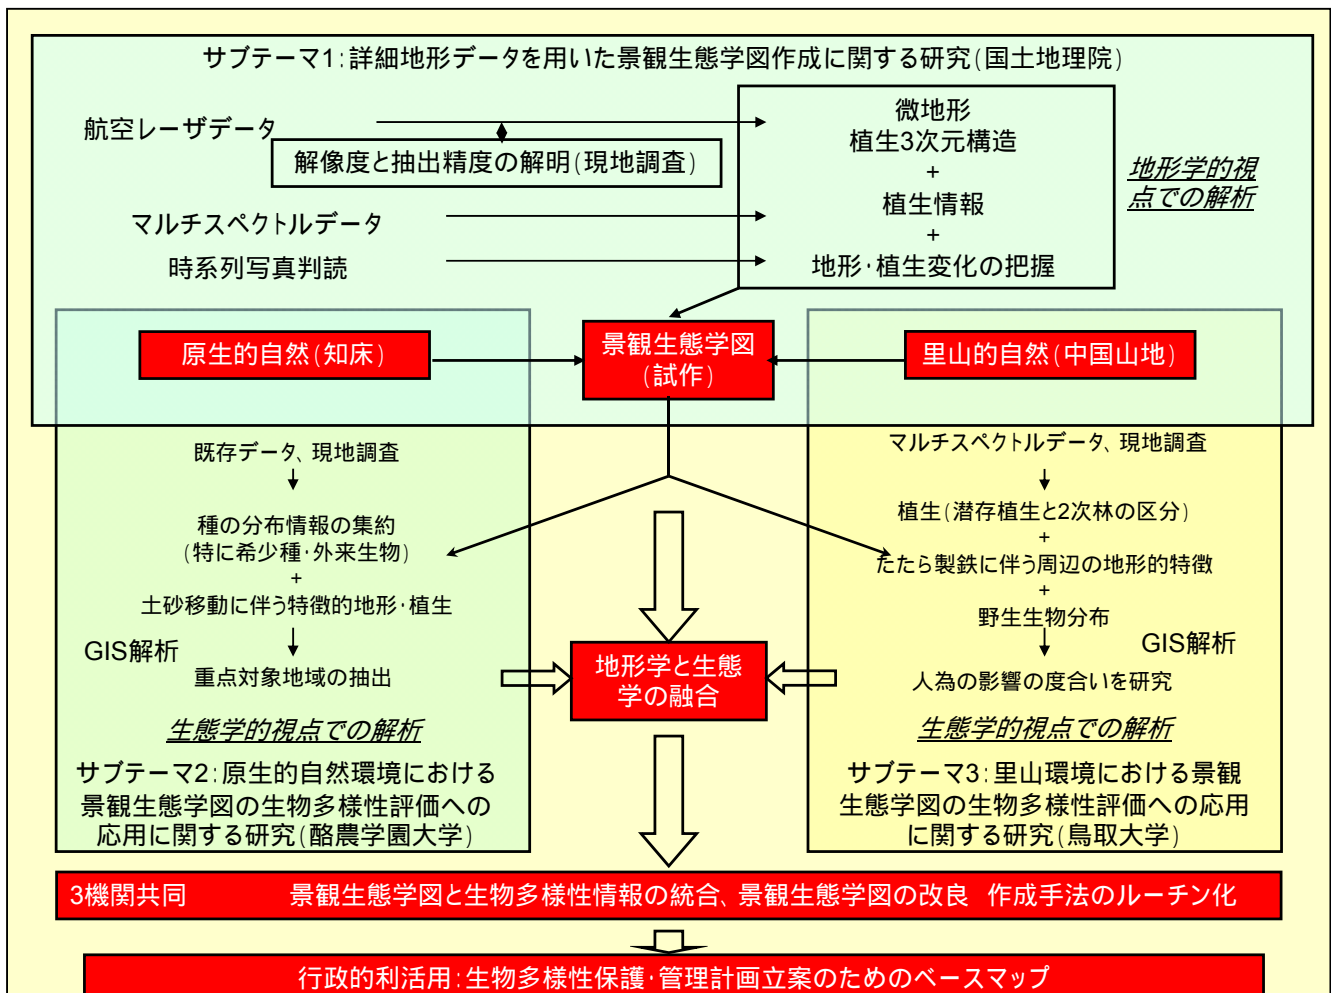 サブテーマ1:詳細地形データを用いた景観生態学図作成に関する研究(国土地理院)
航空レーザデータ
解像度と抽出精度の解明(現地調査)
マルチスペクトルデータ
時系列写真判読
微地形
植生3次元構造
+
植生情報
+
地形・植生変化の把握
地形学的視
点での解析
原生的自然(知床)
景観生態学図
(試作)
里山的自然(中国山地)
既存データ、現地調査
種の分布情報の集約
(特に希少種・外来生物)
+
土砂移動に伴う特徴的地形・植生
GIS解析
重点対象地域の抽出
生態学的視点での解析
サブテーマ2:原生的自然環境における
景観生態学図の生物多様性評価への
応用に関する研究(酪農学園大学)
地形学と生態
学の融合
マルチスペクトルデータ、現地調査
植生(潜存植生と2次林の区分)
+
たたら製鉄に伴う周辺の地形的特徴
+
野生生物分布
GIS解析
人為の影響の度合いを研究
生態学的視点での解析
サブテーマ3:里山環境における景観
生態学図の生物多様性評価への応用
に関する研究(鳥取大学)
3機関共同 景観生態学図と生物多様性情報の統合、景観生態学図の改良 作成手法のルーチン化
行政的利活用:生物多様性保護・管理計画立案のためのベースマップ